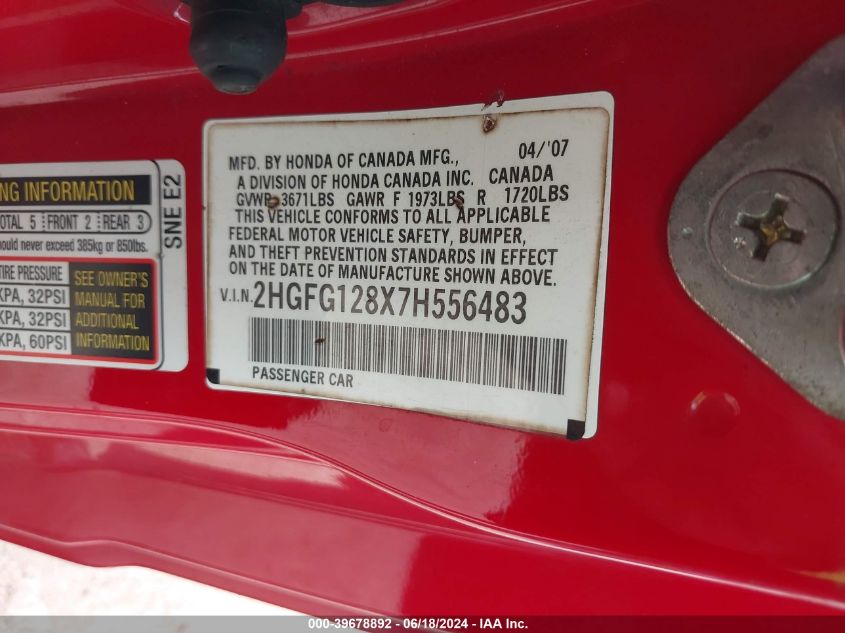 NG INFORMATION
TOTAL 5 FRONT 2 REAR 3
hould never exceed 385kg or 850lbs.
TIRE PRESSURE
KPA, 32PSI
KPA, 32PSI
KPA, 60PSI
SEE OWNER'S
MANUAL FOR
ADDITIONAL
INFORMATION
SNE E2
MFD. BY HONDA OF CANADA MFG., 04/'07
A DIVISION OF HONDA CANADA INC. CANADA
GVWR 3671LBS GAWR F 1973LBS R 1720LBS
THIS VEHICLE CONFORMS TO ALL APPLICABLE
FEDERAL MOTOR VEHICLE SAFETY, BUMPER,
AND THEFT PREVENTION STANDARDS IN EFFECT
ON THE DATE OF MANUFACTURE SHOWN ABOVE.
V.I.N. 2HGFG128X7H556483
PASSENGER CAR
000-39678892 - 06/18/2024 - IAA Inc.